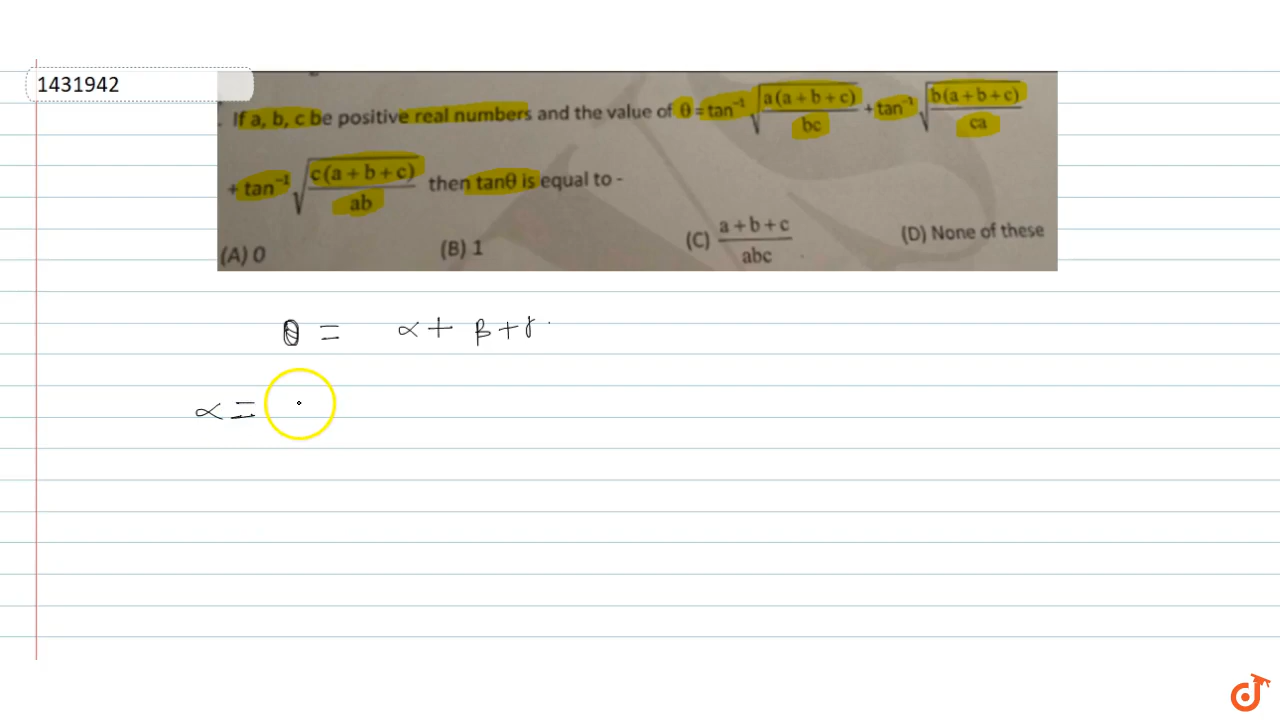 1431942
If a, b, c be positive real numbers and the value of θ = tan⁻¹ √(a(a+b+c)/bc) + tan⁻¹ √(b(a+b+c)/ca)
+ tan⁻¹ √(c(a+b+c)/ab) then tanθ is equal to -
(A) 0 (B) 1 (C) (a+b+c)/abc (D) None of these
θ = α + β + γ
α =